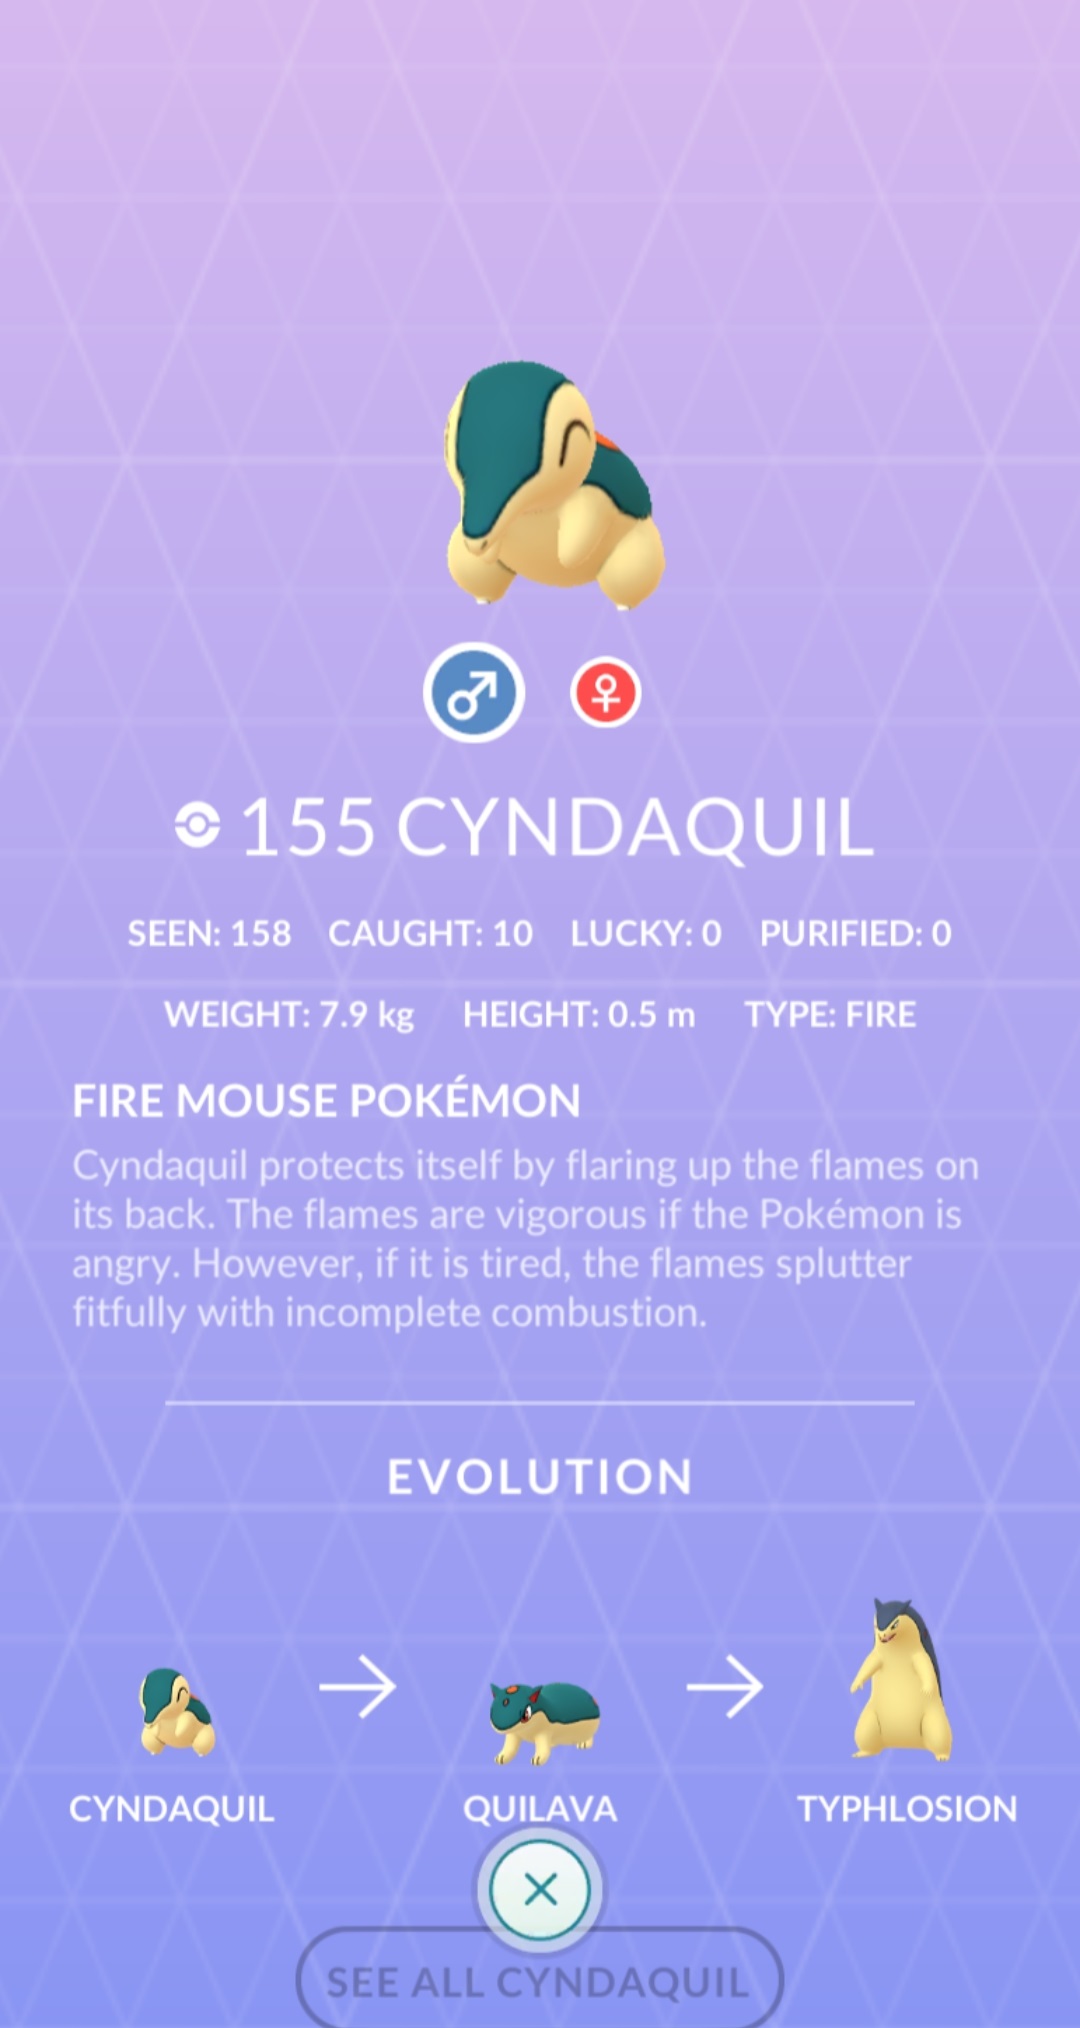 155 CYNDAQUIL
SEEN: 158 CAUGHT: 10 LUCKY: 0 PURIFIED: 0
WEIGHT: 7.9 kg HEIGHT: 0.5 m TYPE: FIRE
FIRE MOUSE POKÉMON
Cyndaquil protects itself by flaring up the flames on
its back. The flames are vigorous if the Pokémon is
angry. However, if it is tired, the flames splutter
fitfully with incomplete combustion.
EVOLUTION
CYNDAQUIL QUILAVA TYPHLOSION
SEE ALL CYNDAQUIL